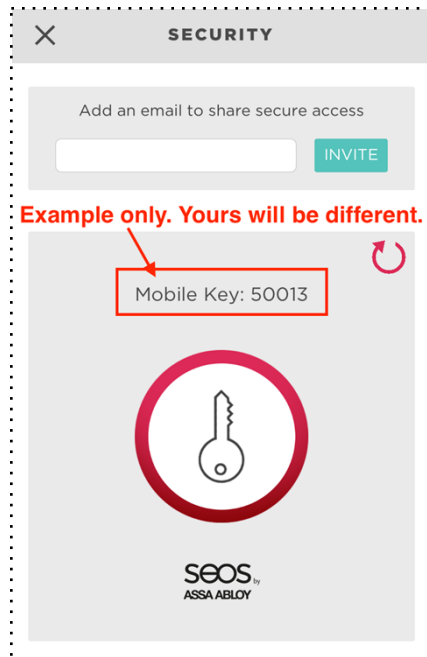 SECURITY
Add an email to share secure access
INVITE
Example only. Yours will be different.
Mobile Key: 50013
seos by
ASSA ABLOY